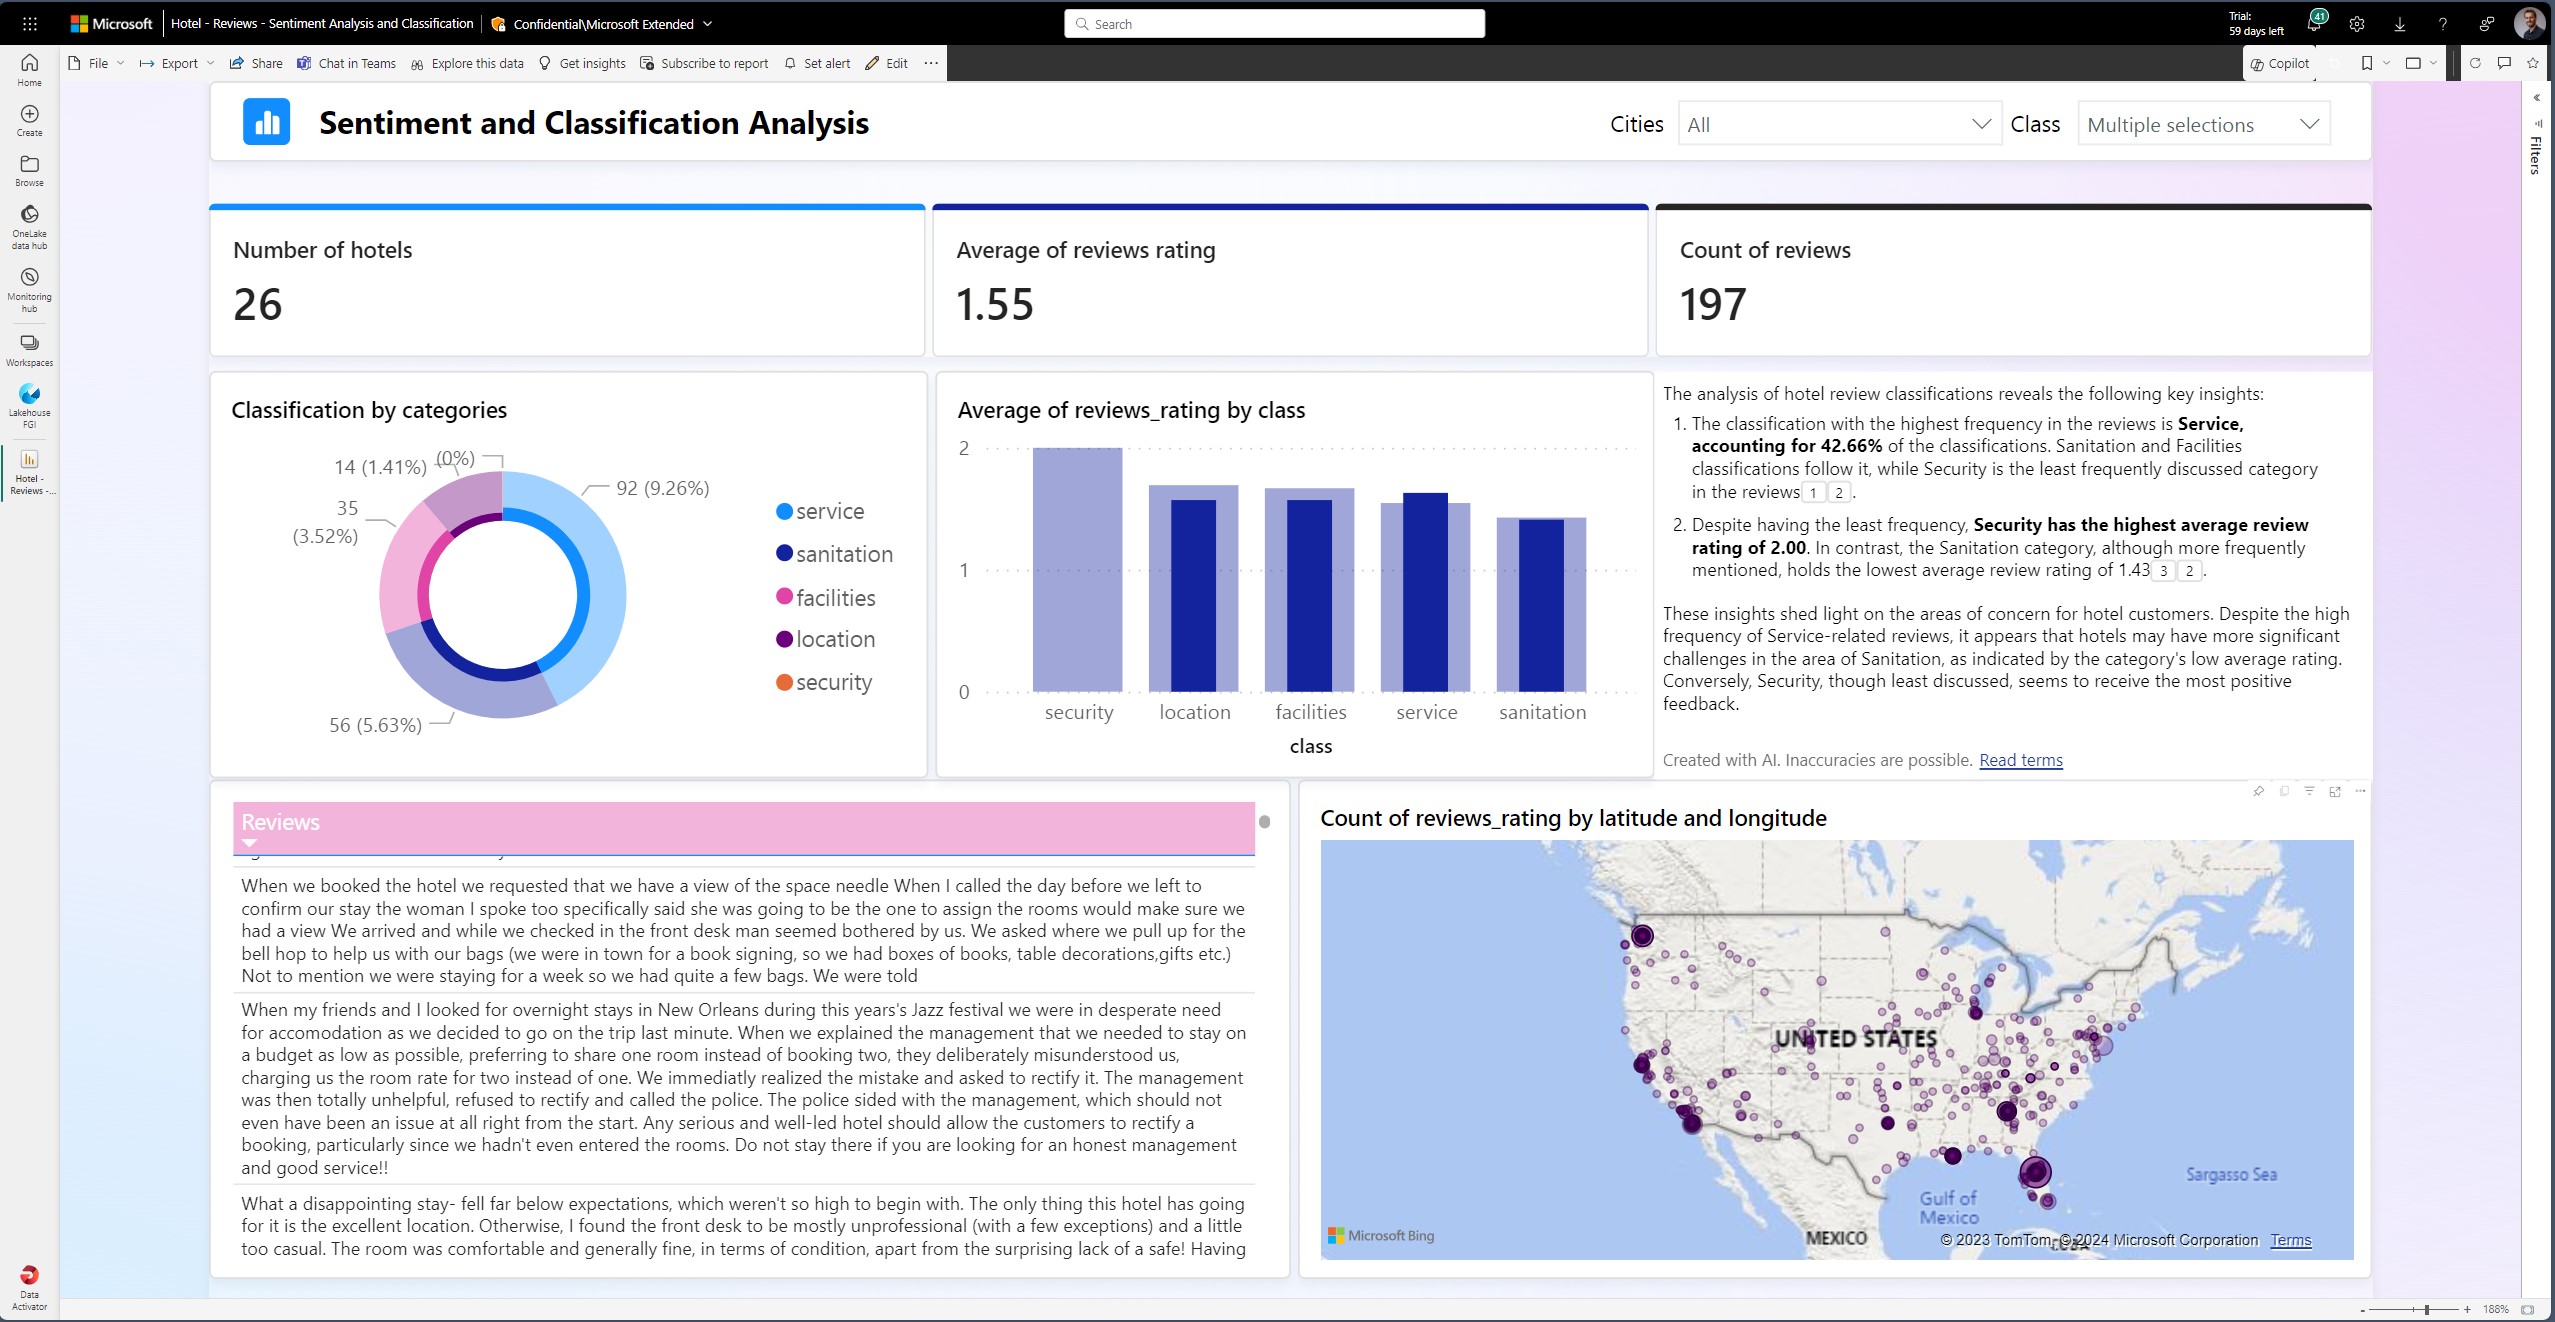 Microsoft
Hotel - Reviews - Sentiment Analysis and Classification
Confidential\Microsoft Extended
Search
Trial:
59 days left
41
File
Export
Share
Chat in Teams
Explore this data
Get insights
Subscribe to report
Set alert
Edit
Copilot
Home
Create
Browse
OneLake
data hub
Monitoring
hub
Workspaces
Lakehouse
FGI
Hotel -
Reviews -...
Data
Activator
Filters
Sentiment and Classification Analysis
Cities
All
Class
Multiple selections
Number of hotels
26
Average of reviews rating
1.55
Count of reviews
197
Classification by categories
(0%)
14 (1.41%)
92 (9.26%)
35
(3.52%)
56 (5.63%)
service
sanitation
facilities
location
security
Average of reviews_rating by class
2
1
0
security
location
facilities
service
sanitation
class
The analysis of hotel review classifications reveals the following key insights:
1. The classification with the highest frequency in the reviews is Service,
accounting for 42.66% of the classifications. Sanitation and Facilities
classifications follow it, while Security is the least frequently discussed category
in the reviews 1 2 .
2. Despite having the least frequency, Security has the highest average review
rating of 2.00. In contrast, the Sanitation category, although more frequently
mentioned, holds the lowest average review rating of 1.43 3 2 .
These insights shed light on the areas of concern for hotel customers. Despite the high
frequency of Service-related reviews, it appears that hotels may have more significant
challenges in the area of Sanitation, as indicated by the category's low average rating.
Conversely, Security, though least discussed, seems to receive the most positive
feedback.
Created with AI. Inaccuracies are possible. Read terms
Reviews
When we booked the hotel we requested that we have a view of the space needle When I called the day before we left to
confirm our stay the woman I spoke too specifically said she was going to be the one to assign the rooms would make sure we
had a view We arrived and while we checked in the front desk man seemed bothered by us. We asked where we pull up for the
bell hop to help us with our bags (we were in town for a book signing, so we had boxes of books, table decorations,gifts etc.)
Not to mention we were staying for a week so we had quite a few bags. We were told
When my friends and I looked for overnight stays in New Orleans during this years's Jazz festival we were in desperate need
for accomodation as we decided to go on the trip last minute. When we explained the management that we needed to stay on
a budget as low as possible, preferring to share one room instead of booking two, they deliberately misunderstood us,
charging us the room rate for two instead of one. We immediatly realized the mistake and asked to rectify it. The management
was then totally unhelpful, refused to rectify and called the police. The police sided with the management, which should not
even have been an issue at all right from the start. Any serious and well-led hotel should allow the customers to rectify a
booking, particularly since we hadn't even entered the rooms. Do not stay there if you are looking for an honest management
and good service!!
What a disappointing stay- fell far below expectations, which weren't so high to begin with. The only thing this hotel has going
for it is the excellent location. Otherwise, I found the front desk to be mostly unprofessional (with a few exceptions) and a little
too casual. The room was comfortable and generally fine, in terms of condition, apart from the surprising lack of a safe! Having
Count of reviews_rating by latitude and longitude
UNITED STATES
Sargasso Sea
Gulf of
Mexico
MEXICO
CUBA
Microsoft Bing
© 2023 TomTom, © 2024 Microsoft Corporation Terms
188%